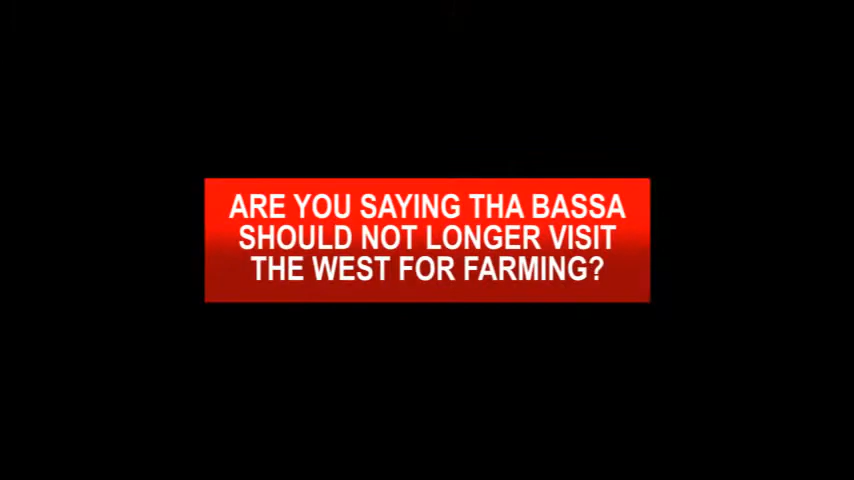 ARE YOU SAYING THA BASSA
SHOULD NOT LONGER VISIT
THE WEST FOR FARMING?